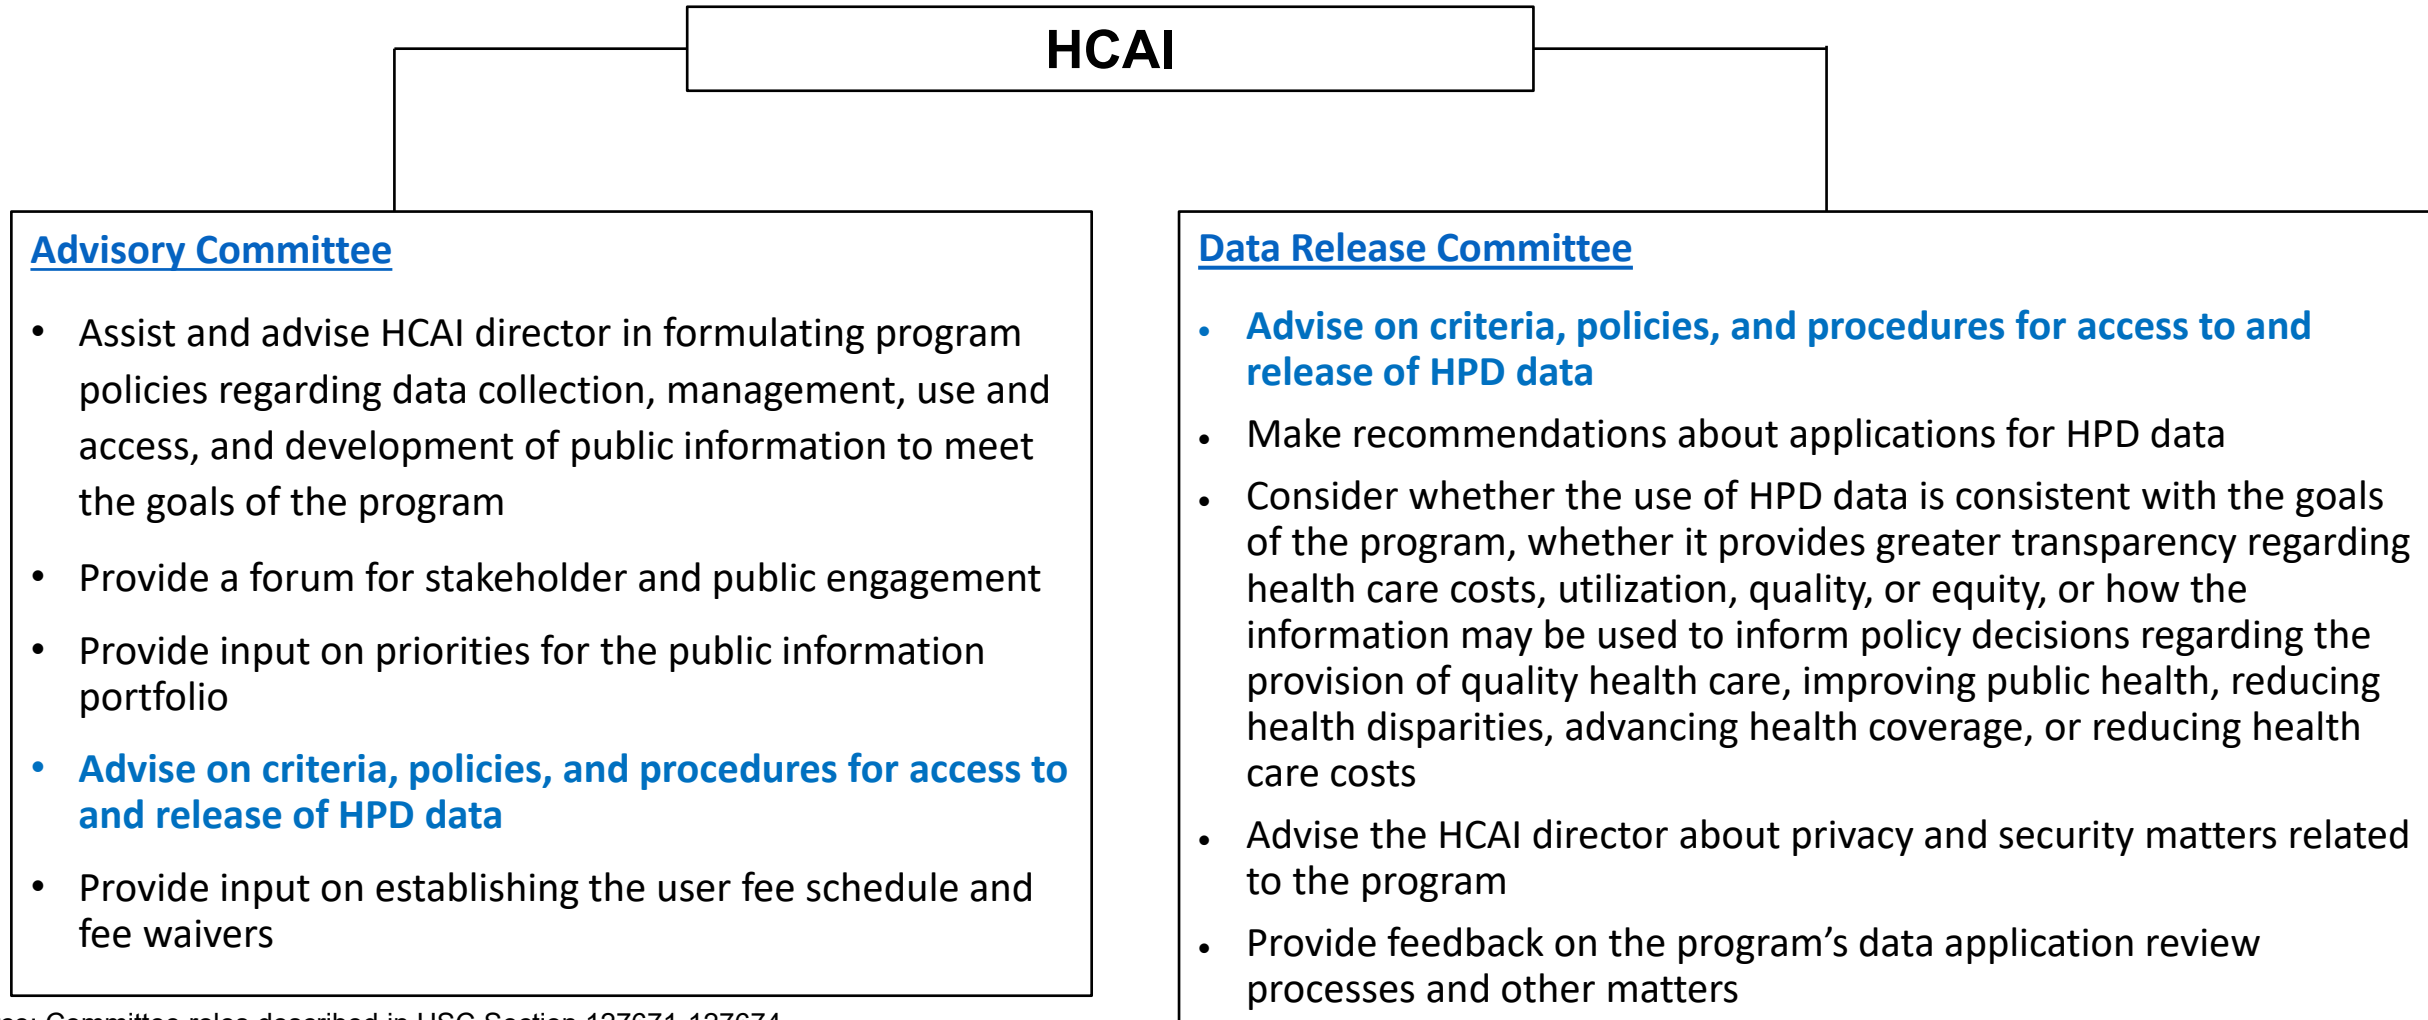 HCAI
Advisory Committee
• Assist and advise HCAI director in formulating program
policies regarding data collection, management, use and
access, and development of public information to meet
the goals of the program
• Provide a forum for stakeholder and public engagement
• Provide input on priorities for the public information
portfolio
• Advise on criteria, policies, and procedures for access to
and release of HPD data
• Provide input on establishing the user fee schedule and
fee waivers
Data Release Committee
• Advise on criteria, policies, and procedures for access to and
release of HPD data
• Make recommendations about applications for HPD data
• Consider whether the use of HPD data is consistent with the goals
of the program, whether it provides greater transparency regarding
health care costs, utilization, quality, or equity, or how the
information may be used to inform policy decisions regarding the
provision of quality health care, improving public health, reducing
health disparities, advancing health coverage, or reducing health
care costs
• Advise the HCAI director about privacy and security matters related
to the program
• Provide feedback on the program’s data application review
processes and other matters
Committee roles described in HSC Section 127671-127674